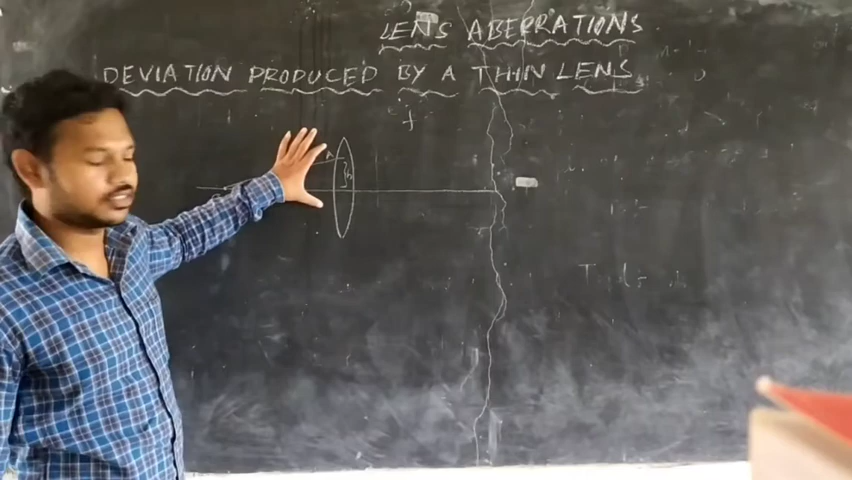 LENS ABERRATIONS
DEVIATION PRODUCED BY A THIN LENS
A
h